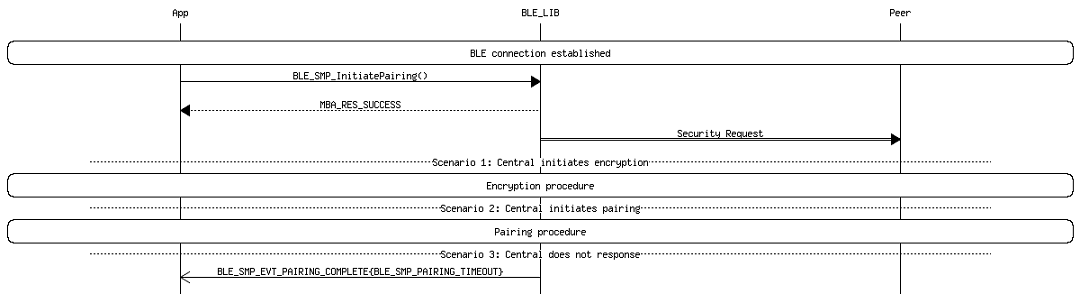 App BLE_LIB Peer
BLE connection established
BLE_SMP_InitiatePairing()
MBA_RES_SUCCESS
Security Request
Scenario 1: Central initiates encryption
Encryption procedure
Scenario 2: Central initiates pairing
Pairing procedure
Scenario 3: Central does not response
BLE_SMP_EVT_PAIRING_COMPLETE{BLE_SMP_PAIRING_TIMEOUT}